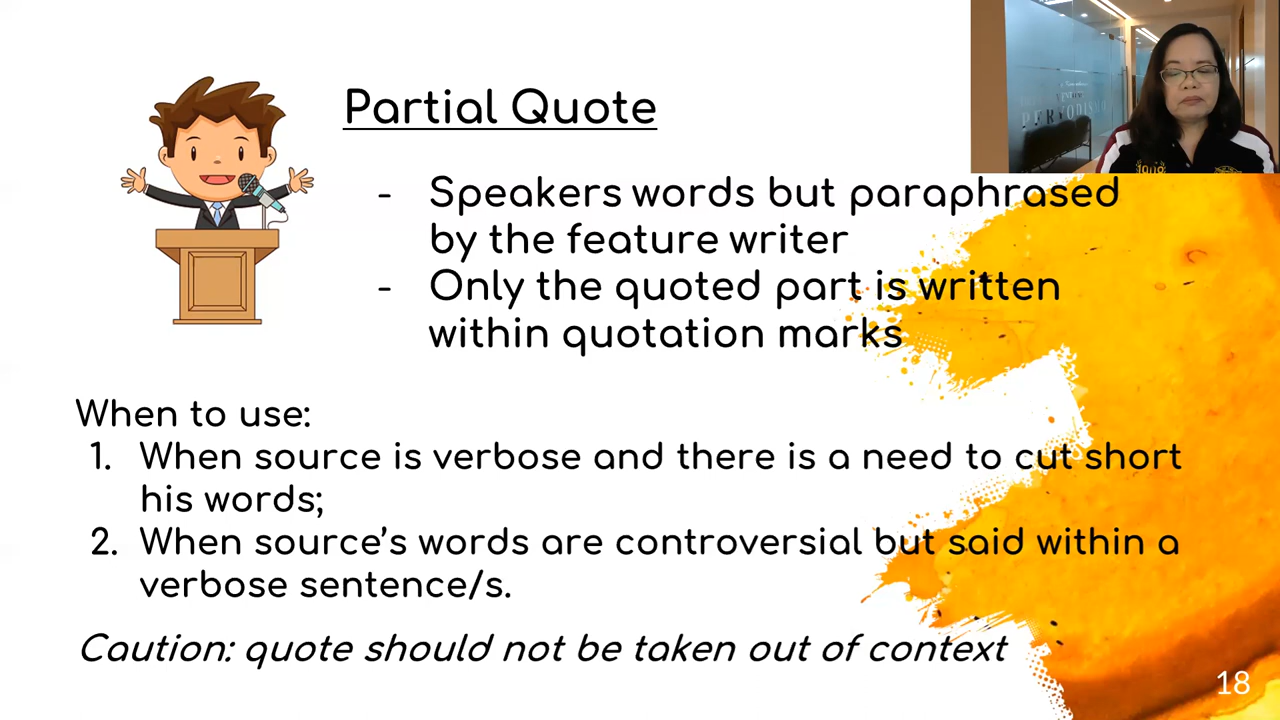 Partial Quote
- Speakers words but paraphrased
by the feature writer
- Only the quoted part is written
within quotation marks
When to use:
1. When source is verbose and there is a need to cut short
his words;
2. When source's words are controversial but said within a
verbose sentence/s.
Caution: quote should not be taken out of context
18